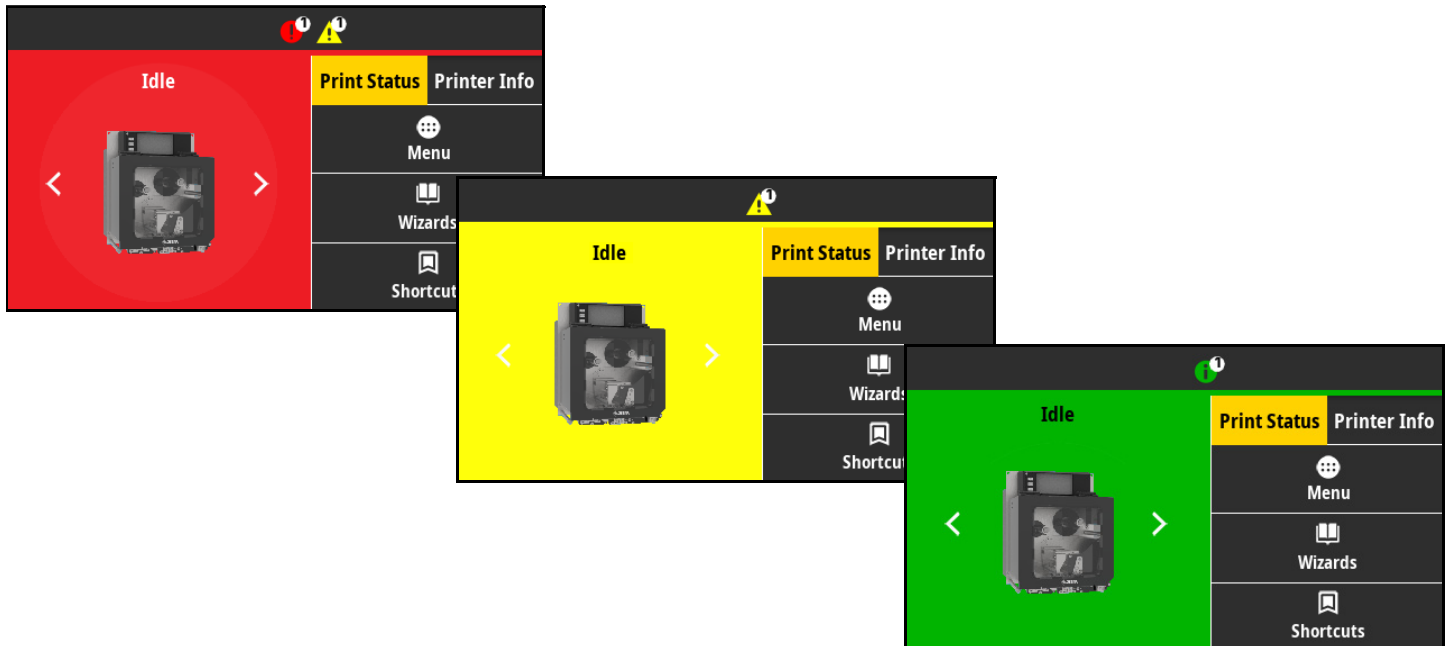 1 1
Idle
Print Status Printer Info
Menu
Wizards
Shortcut
1
Idle
Print Status Printer Info
Menu
Wizards
Shortcu
1
Idle
Print Status Printer Info
Menu
Wizards
Shortcuts